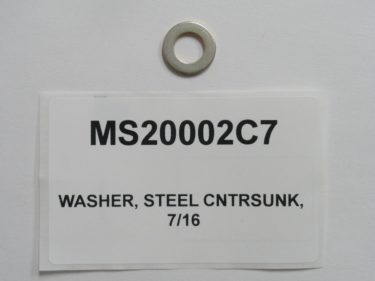 MS20002C7
WASHER, STEEL CNTRSUNK,
7/16